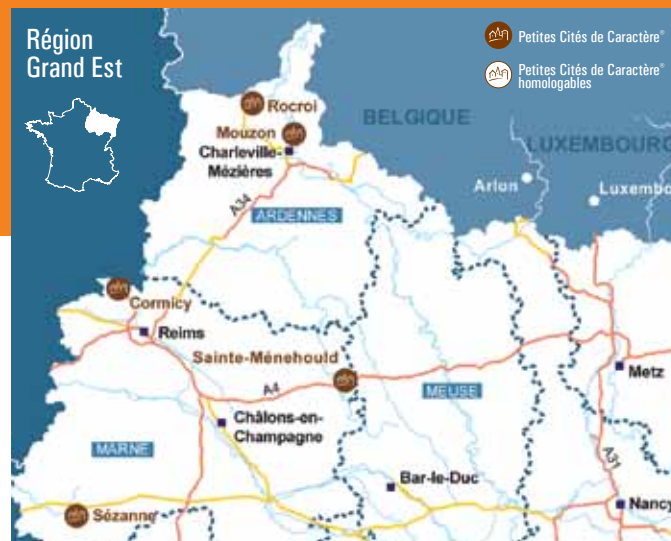 Région
Grand Est
Petites Cités de Caractère®
Petites Cités de Caractère®
homologables
BELGIQUE
LUXEMBOURG
Rocroi
Mouzon
Charleville-
Mézières
Arlon
Luxembo
A34
ARDENNES
Cormicy
Reims
Sainte-Ménehould
Metz
A4
MEUSE
Châlons-en-
Champagne
MARNE
A31
Bar-le-Duc
Nancy
Sézanne